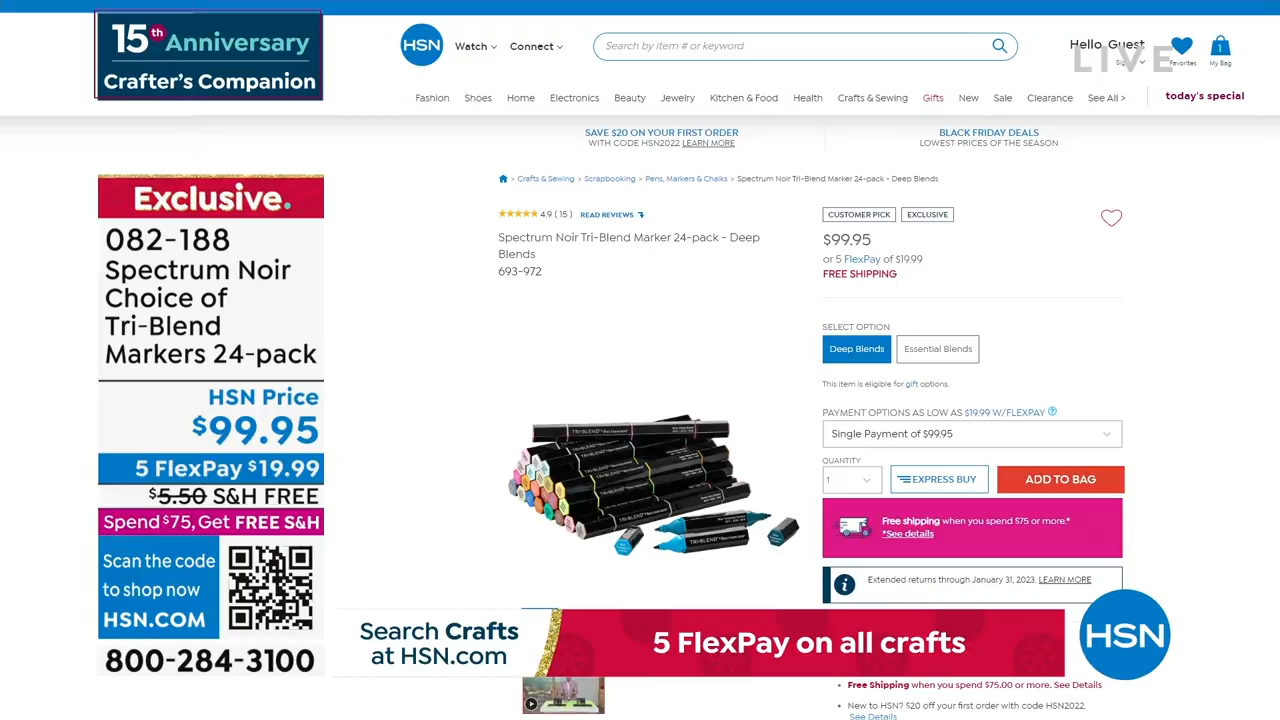 15th Anniversary
Crafter's Companion
HSN
Watch
Connect
Search by item # or keyword
Hello, Guest
LIVE
Favorites
1
My Bag
Fashion
Shoes
Home
Electronics
Beauty
Jewelry
Kitchen & Food
Health
Crafts & Sewing
Gifts
New
Sale
Clearance
See All >
today's special
SAVE $20 ON YOUR FIRST ORDER
WITH CODE HSN2022 LEARN MORE
BLACK FRIDAY DEALS
LOWEST PRICES OF THE SEASON
> Crafts & Sewing > Scrapbooking > Pens, Markers & Chalks > Spectrum Noir Tri-Blend Marker 24-pack - Deep Blends
Exclusive.
082-188
Spectrum Noir
Choice of
Tri-Blend
Markers 24-pack
HSN Price
$99.95
5 FlexPay $19.99
$5.50 S&H FREE
Spend $75, Get FREE S&H
Scan the code
to shop now
HSN.COM
800-284-3100
4.9 ( 15 )
READ REVIEWS
Spectrum Noir Tri-Blend Marker 24-pack - Deep
Blends
693-972
CUSTOMER PICK
EXCLUSIVE
$99.95
or 5 FlexPay of $19.99
FREE SHIPPING
SELECT OPTION
Deep Blends
Essential Blends
This item is eligible for gift options.
PAYMENT OPTIONS AS LOW AS $19.99 W/FLEXPAY
Single Payment of $99.95
QUANTITY
1
EXPRESS BUY
ADD TO BAG
Free shipping when you spend $75 or more.*
*See details
Extended returns through January 31, 2023. LEARN MORE
TRI-BLEND
TRI-BLEND
TRI-BLEND
TRI-BLEND
Search Crafts
at HSN.com
5 FlexPay on all crafts
HSN
Free Shipping when you spend $75.00 or more. See Details
New to HSN? $20 off your first order with code HSN2022.
See Details